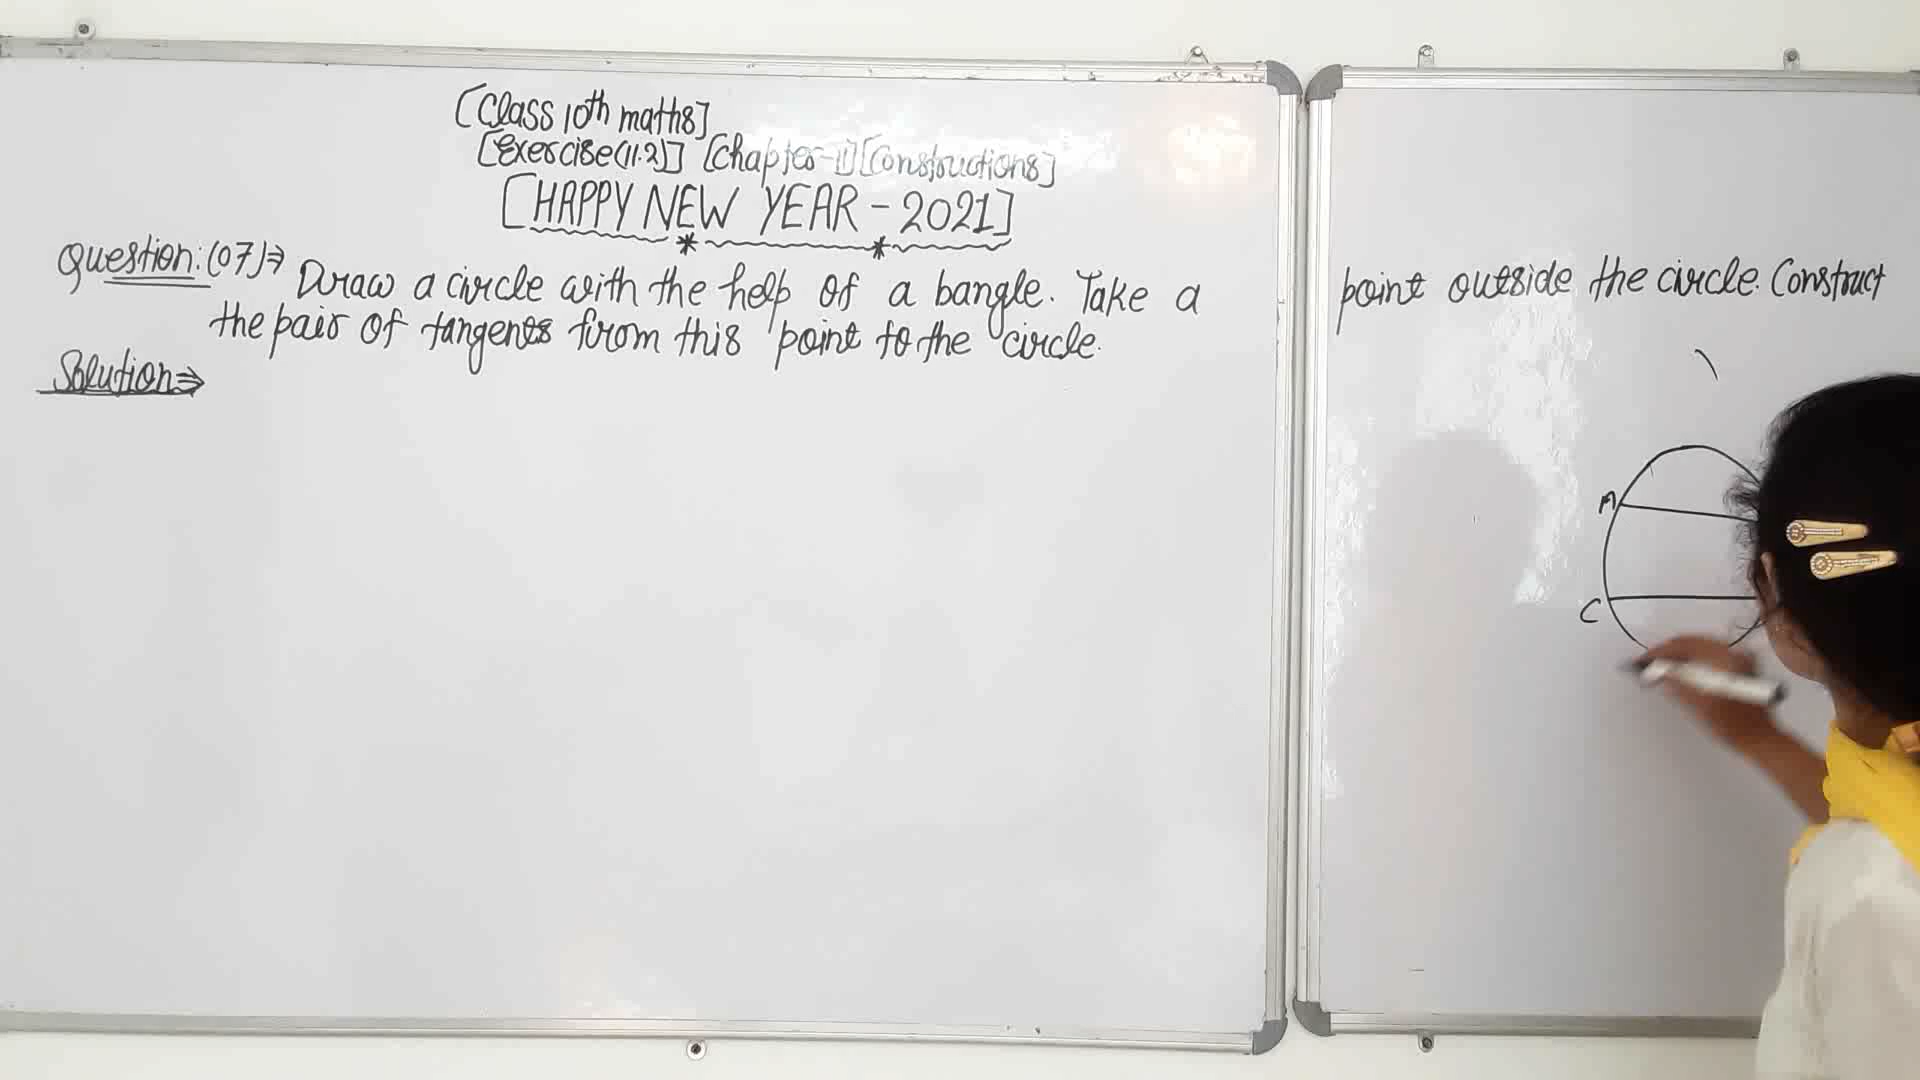 [Class 10th maths]
[Exercise(11.2)] [Chapter-11] [Constructions]
[HAPPY NEW YEAR - 2021]
Question:(07)⇒ Draw a circle with the help of a bangle. Take a point outside the circle. Construct
the pair of tangents from this point to the circle.
Solution⇒
A
C